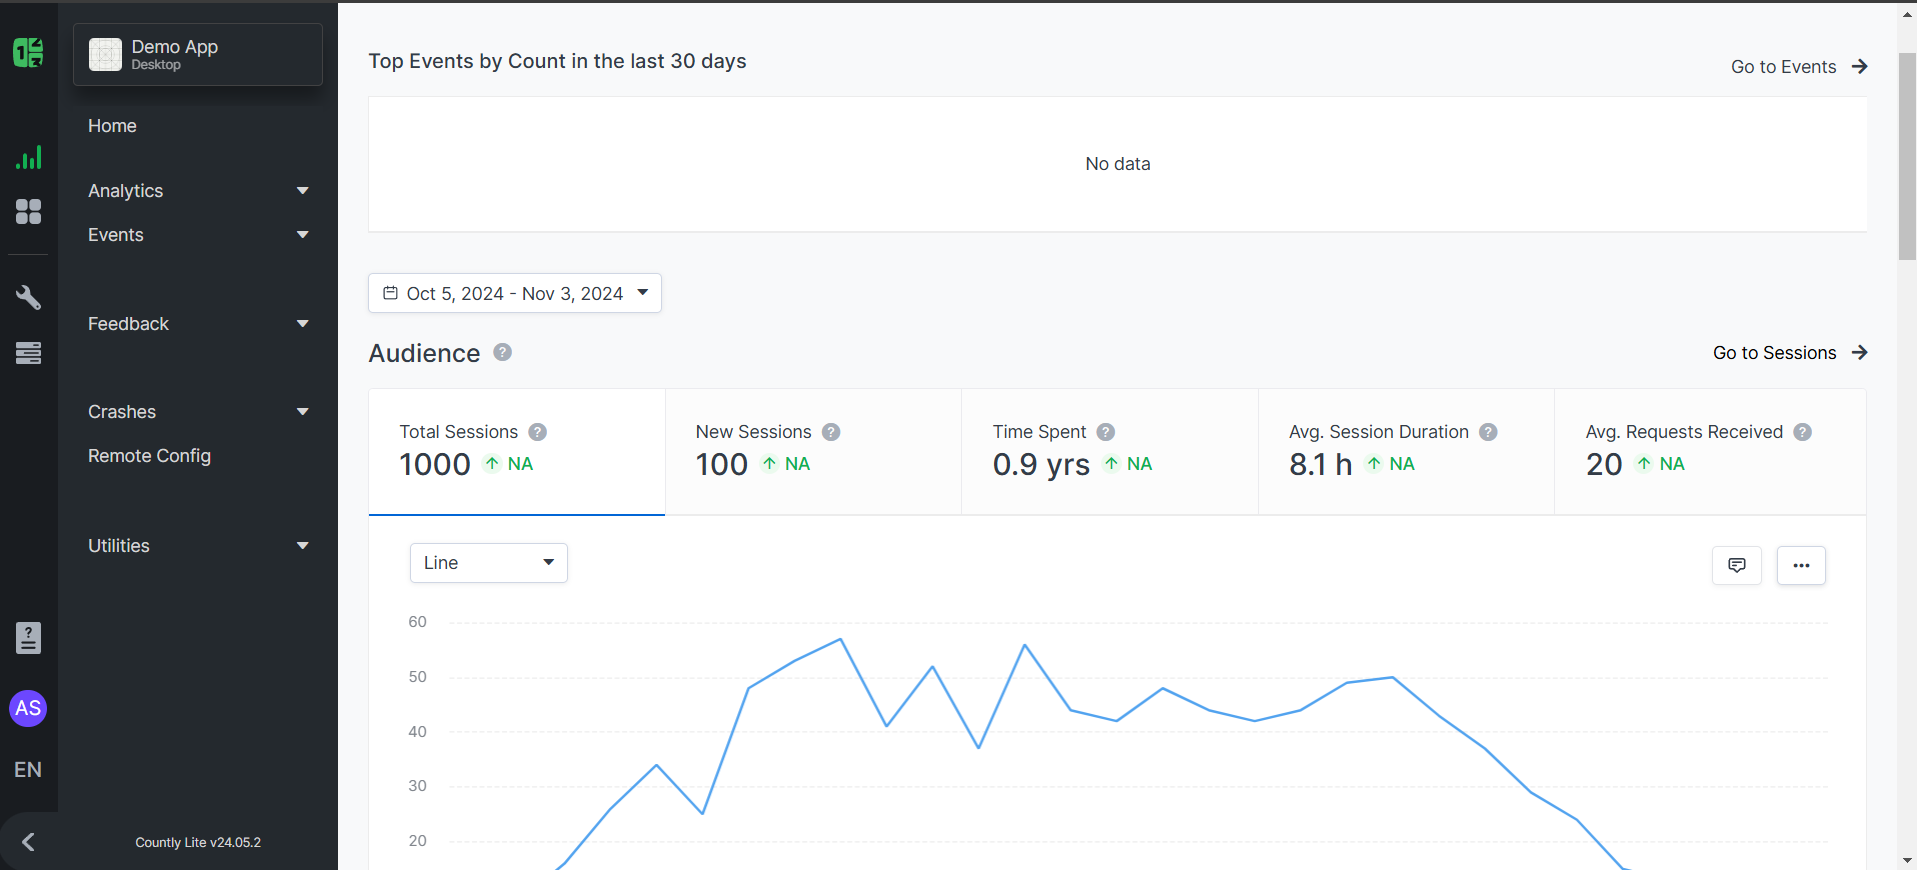 Demo App
Desktop
Home
Analytics
Events
Feedback
Crashes
Remote Config
Utilities
?
AS
EN
Countly Lite v24.05.2
Top Events by Count in the last 30 days
Go to Events
No data
Oct 5, 2024 - Nov 3, 2024
Audience ?
Go to Sessions
Total Sessions ?
1000 NA
New Sessions ?
100 NA
Time Spent ?
0.9 yrs NA
Avg. Session Duration ?
8.1 h NA
Avg. Requests Received ?
20 NA
Line
60
50
40
30
20